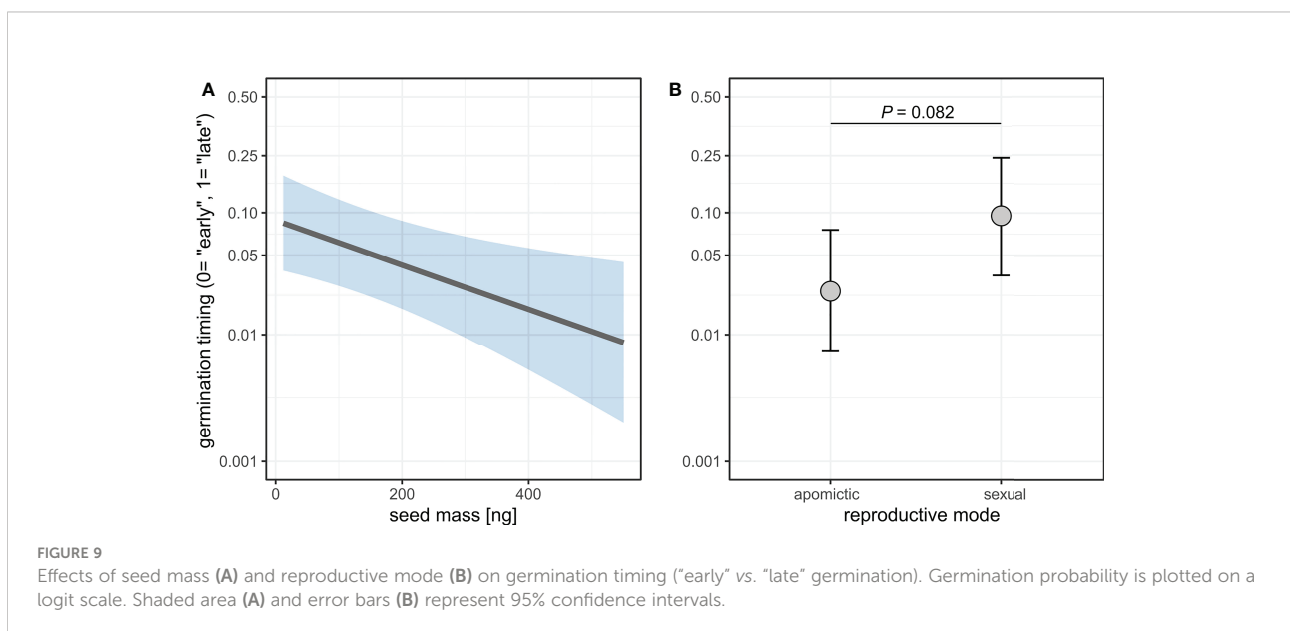 A
0.50
0.25
0.10
0.05
0.01
0.001
germination timing (0= "early", 1= "late")
0
200
400
seed mass [ng]
B
0.50
0.25
0.10
0.05
0.01
0.001
P = 0.082
apomictic
sexual
reproductive mode
FIGURE 9
Effects of seed mass (A) and reproductive mode (B) on germination timing (“early” vs. “late” germination). Germination probability is plotted on a
logit scale. Shaded area (A) and error bars (B) represent 95% confidence intervals.